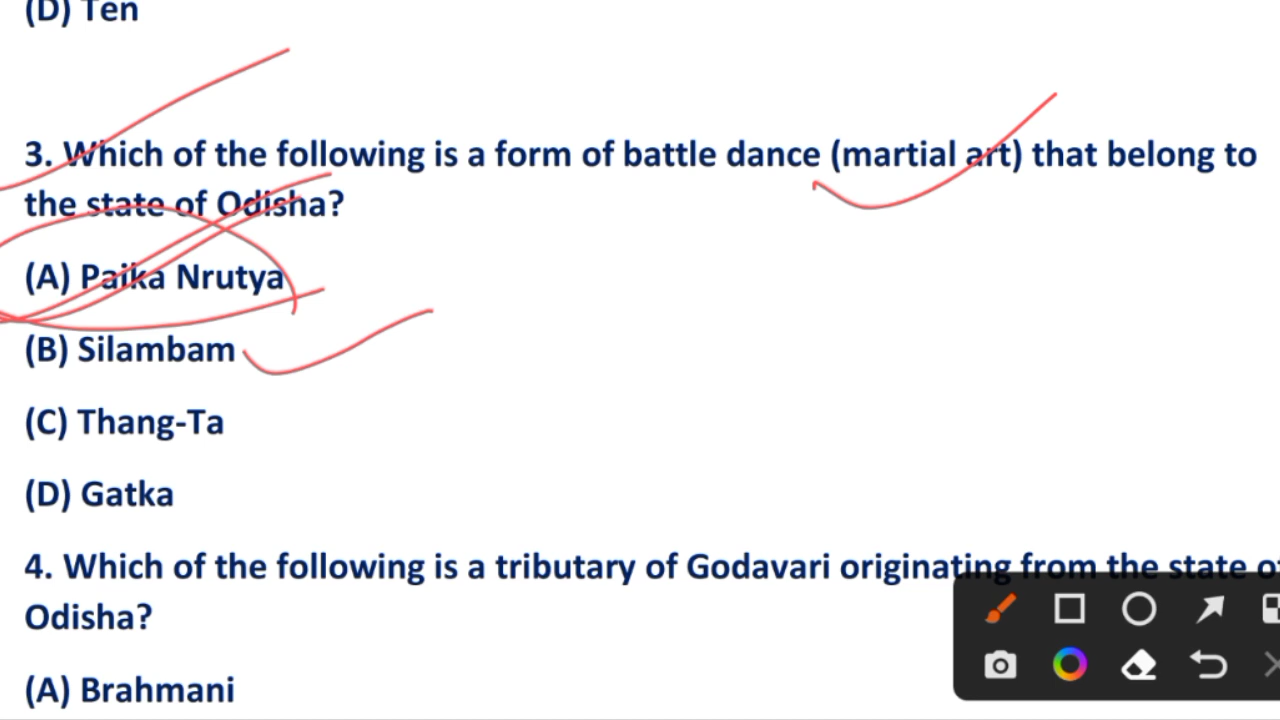 (D) Ten
3. Which of the following is a form of battle dance (martial art) that belong to
the state of Odisha?
(A) Paika Nrutya
(B) Silambam
(C) Thang-Ta
(D) Gatka
4. Which of the following is a tributary of Godavari originating from the state of
Odisha?
(A) Brahmani